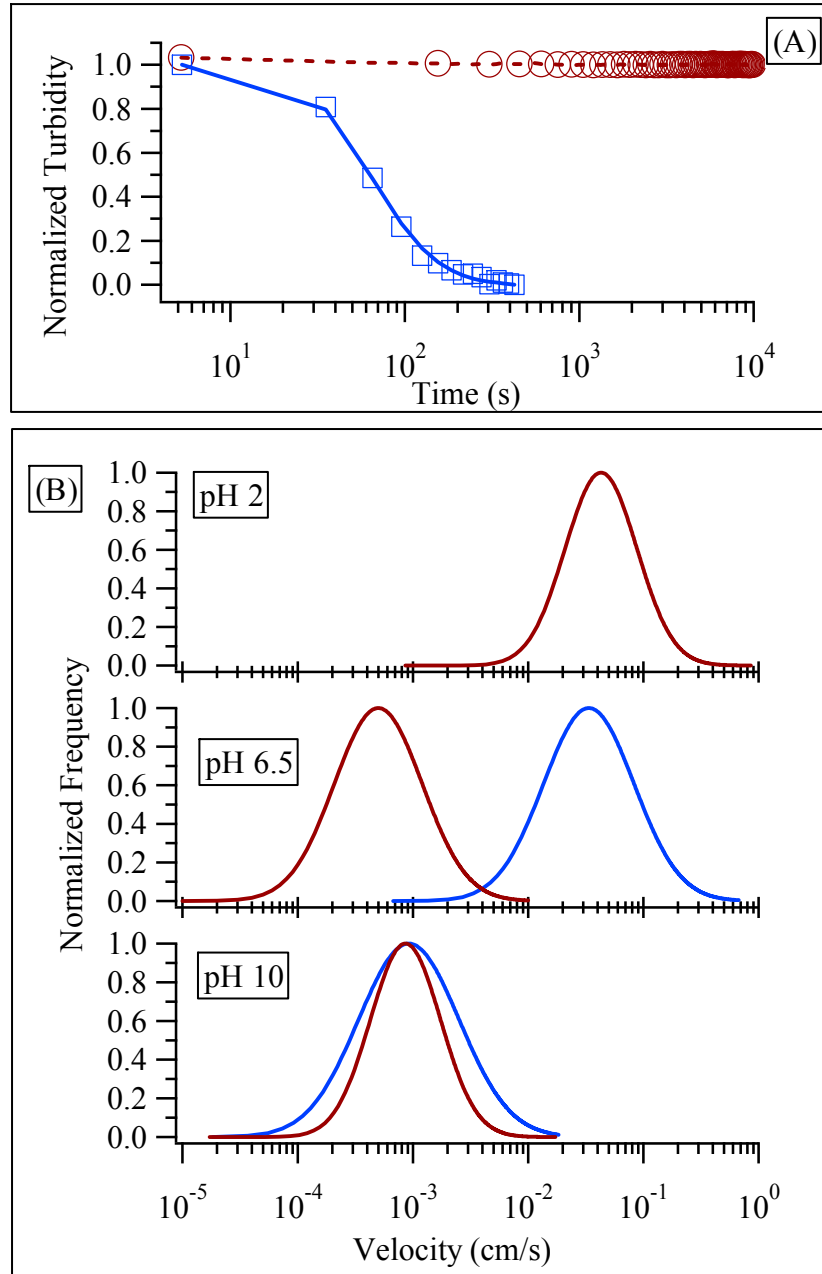 (A)
1.0
0.8
0.6
0.4
0.2
0.0
Normalized Turbidity
10^1 10^2 10^3 10^4
Time (s)
(B)
pH 2
1.0
0.8
0.6
0.4
0.2
0.0
pH 6.5
1.0
0.8
0.6
0.4
0.2
0.0
pH 10
1.0
0.8
0.6
0.4
0.2
0.0
Normalized Frequency
10^-5 10^-4 10^-3 10^-2 10^-1 10^0
Velocity (cm/s)